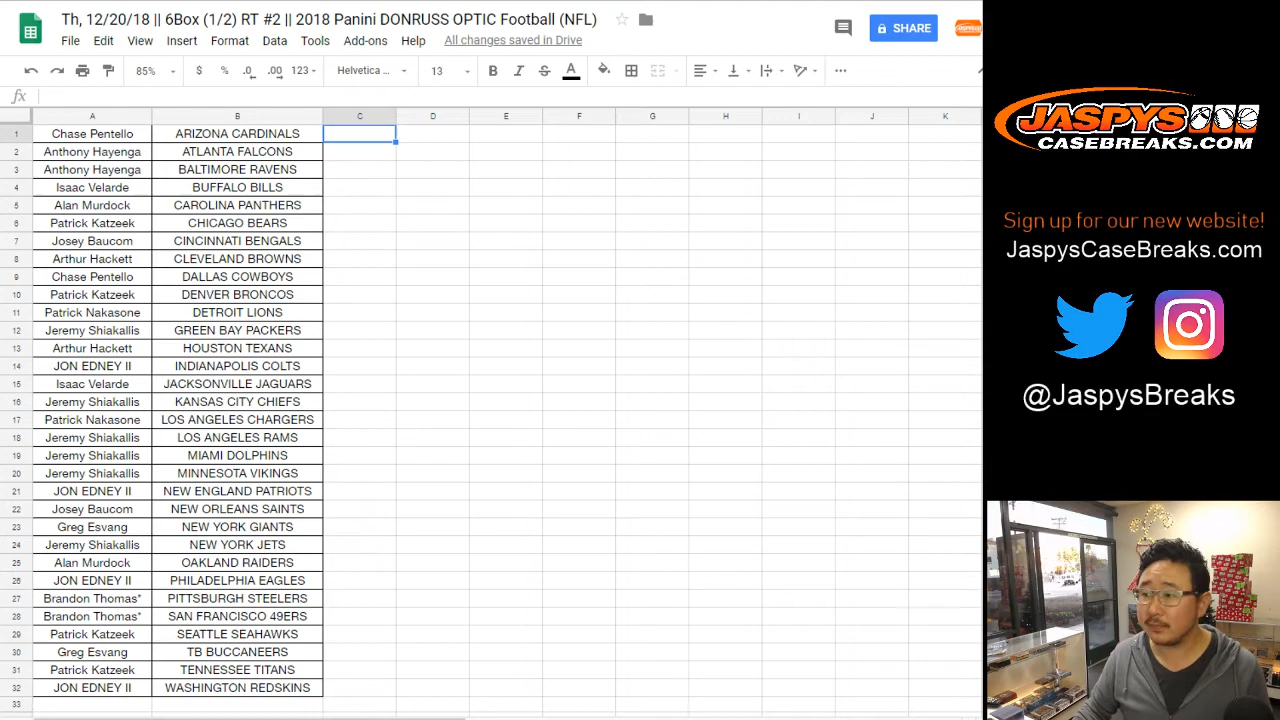 Th, 12/20/18 || 6Box (1/2) RT #2 || 2018 Panini DONRUSS OPTIC Football (NFL)
File Edit View Insert Format Data Tools Add-ons Help All changes saved in Drive
SHARE
85% $ % .0 .00 123 Helvetica ... 13 B I S A
fx
A B C D E F G H I J K
1 Chase Pentello ARIZONA CARDINALS
2 Anthony Hayenga ATLANTA FALCONS
3 Anthony Hayenga BALTIMORE RAVENS
4 Isaac Velarde BUFFALO BILLS
5 Alan Murdock CAROLINA PANTHERS
6 Patrick Katzeek CHICAGO BEARS
7 Josey Baucom CINCINNATI BENGALS
8 Arthur Hackett CLEVELAND BROWNS
9 Chase Pentello DALLAS COWBOYS
10 Patrick Katzeek DENVER BRONCOS
11 Patrick Nakasone DETROIT LIONS
12 Jeremy Shiakallis GREEN BAY PACKERS
13 Arthur Hackett HOUSTON TEXANS
14 JON EDNEY II INDIANAPOLIS COLTS
15 Isaac Velarde JACKSONVILLE JAGUARS
16 Jeremy Shiakallis KANSAS CITY CHIEFS
17 Patrick Nakasone LOS ANGELES CHARGERS
18 Jeremy Shiakallis LOS ANGELES RAMS
19 Jeremy Shiakallis MIAMI DOLPHINS
20 Jeremy Shiakallis MINNESOTA VIKINGS
21 JON EDNEY II NEW ENGLAND PATRIOTS
22 Josey Baucom NEW ORLEANS SAINTS
23 Greg Esvang NEW YORK GIANTS
24 Jeremy Shiakallis NEW YORK JETS
25 Alan Murdock OAKLAND RAIDERS
26 JON EDNEY II PHILADELPHIA EAGLES
27 Brandon Thomas* PITTSBURGH STEELERS
28 Brandon Thomas* SAN FRANCISCO 49ERS
29 Patrick Katzeek SEATTLE SEAHAWKS
30 Greg Esvang TB BUCCANEERS
31 Patrick Katzeek TENNESSEE TITANS
32 JON EDNEY II WASHINGTON REDSKINS
33
JASPYS
CASEBREAKS.COM
Sign up for our new website!
JaspysCaseBreaks.com
@JaspysBreaks